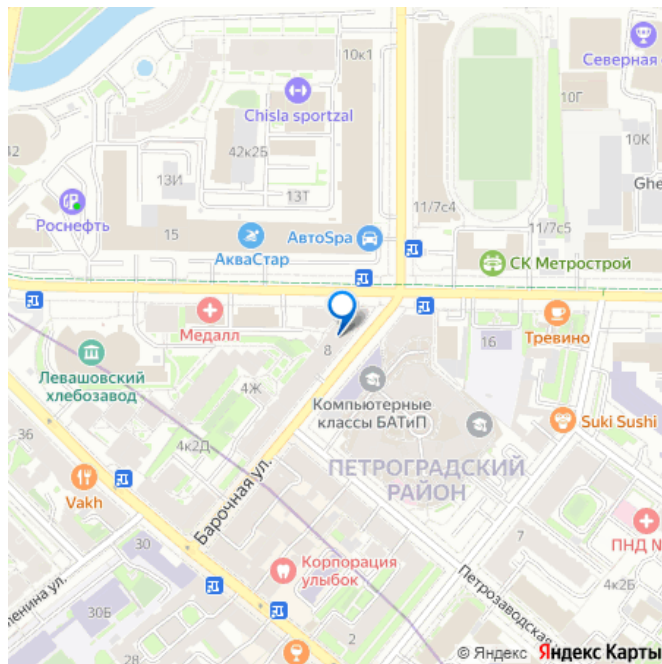 10к1
Северная
Chisla sportzal
10Г
42
42к2Б
10К
13И
13Т
Ghe
Роснефть
15
11/7с4
11/7с5
АвтоSpa
АкваСтар
СК Метрострой
Медалл
Тревино
8
16
Левашовский
хлебозавод
4Ж
Компьютерные
классы БАТиП
Suki Sushi
36
4к2Д
ПЕТРОГРАДСКИЙ
РАЙОН
Vakh
Барочная ул.
7
ПНД N
30
Корпорация
улыбок
4к2Б
ленина ул.
30Б
Петрозаводская
2
28
© Яндекс Яндекс Карты